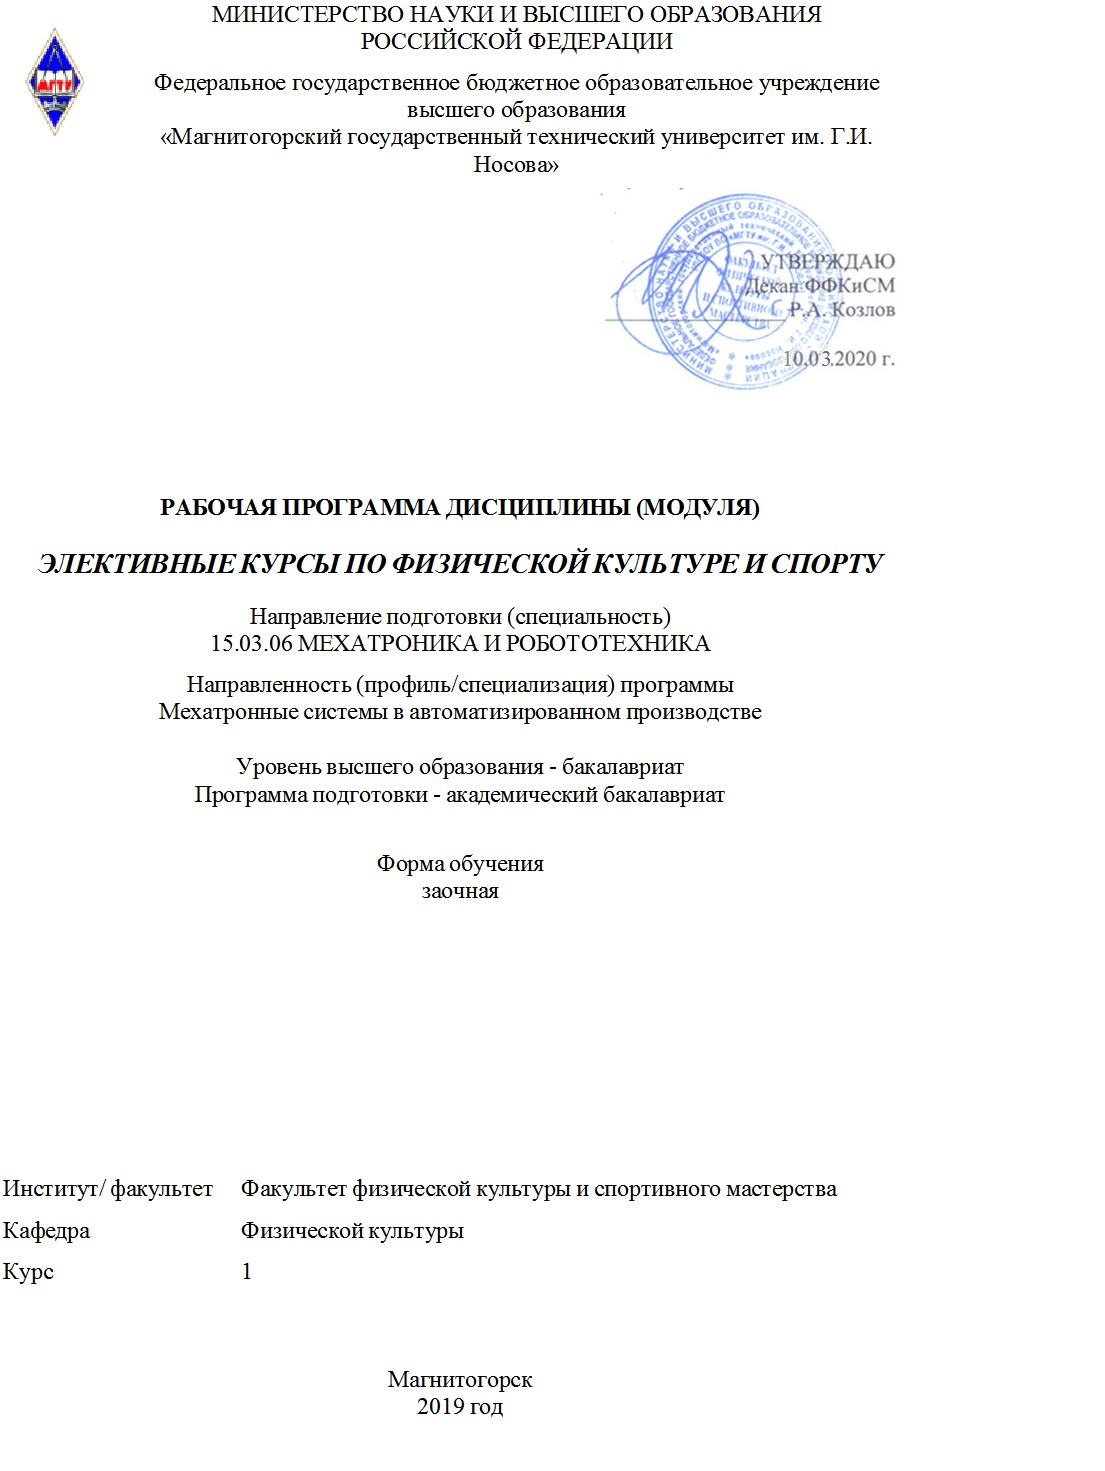 МИНИСТЕРСТВО НАУКИ И ВЫСШЕГО ОБРАЗОВАНИЯ
РОССИЙСКОЙ ФЕДЕРАЦИИ
МГТУ
Федеральное государственное бюджетное образовательное учреждение
высшего образования
«Магнитогорский государственный технический университет им. Г.И.
Носова»
УТВЕРЖДАЮ
Декан ФФКиСМ
Р.А. Козлов
10.03.2020 г.
РАБОЧАЯ ПРОГРАММА ДИСЦИПЛИНЫ (МОДУЛЯ)
ЭЛЕКТИВНЫЕ КУРСЫ ПО ФИЗИЧЕСКОЙ КУЛЬТУРЕ И СПОРТУ
Направление подготовки (специальность)
15.03.06 МЕХАТРОНИКА И РОБОТОТЕХНИКА
Направленность (профиль/специализация) программы
Мехатронные системы в автоматизированном производстве
Уровень высшего образования - бакалавриат
Программа подготовки - академический бакалавриат
Форма обучения
заочная
Институт/ факультет Факультет физической культуры и спортивного мастерства
Кафедра Физической культуры
Курс 1
Магнитогорск
2019 год